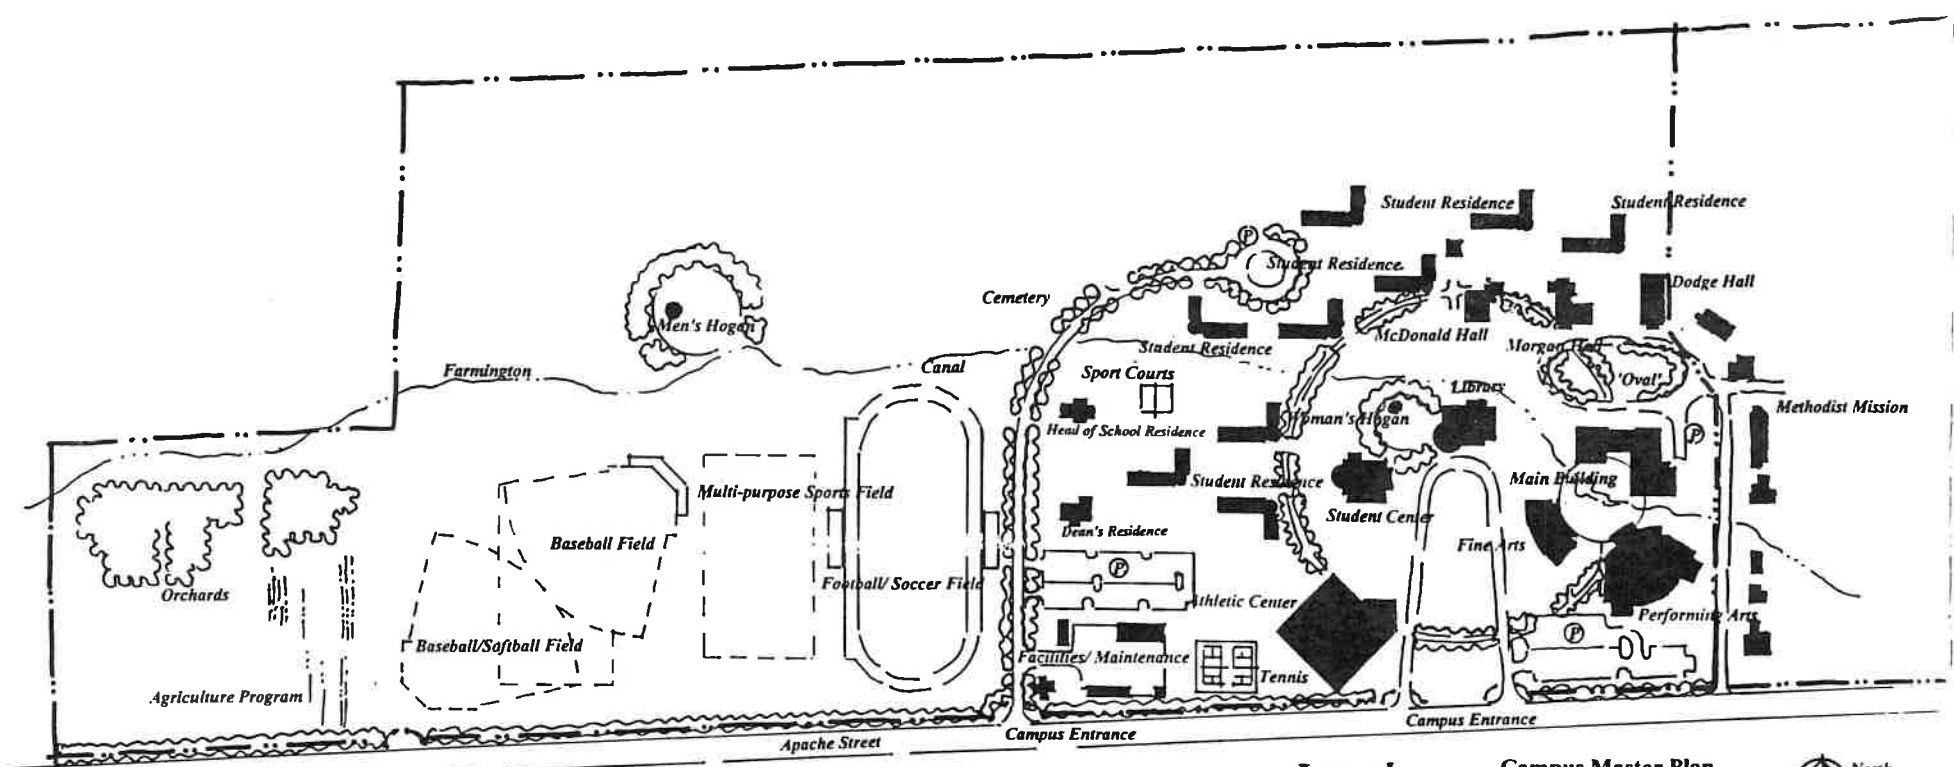 Student Residence
Student Residence
P
Student Residence
Dodge Hall
Cemetery
Men's Hogan
McDonald Hall
Student Residence
Morgan Hall
Farmington
Canal
Sport Courts
'Oval'
Library
Methodist Mission
Woman's Hogan
Head of School Residence
P
Multi-purpose Sports Field
Student Residence
Main Building
Student Center
Dean's Residence
Baseball Field
Fine Arts
P
Football/ Soccer Field
Orchards
Athletic Center
Performing Arts
P
Baseball/Softball Field
Facilities/ Maintenance
Tennis
Agriculture Program
Campus Entrance
Campus Entrance
Apache Street
Campus Master Plan
North